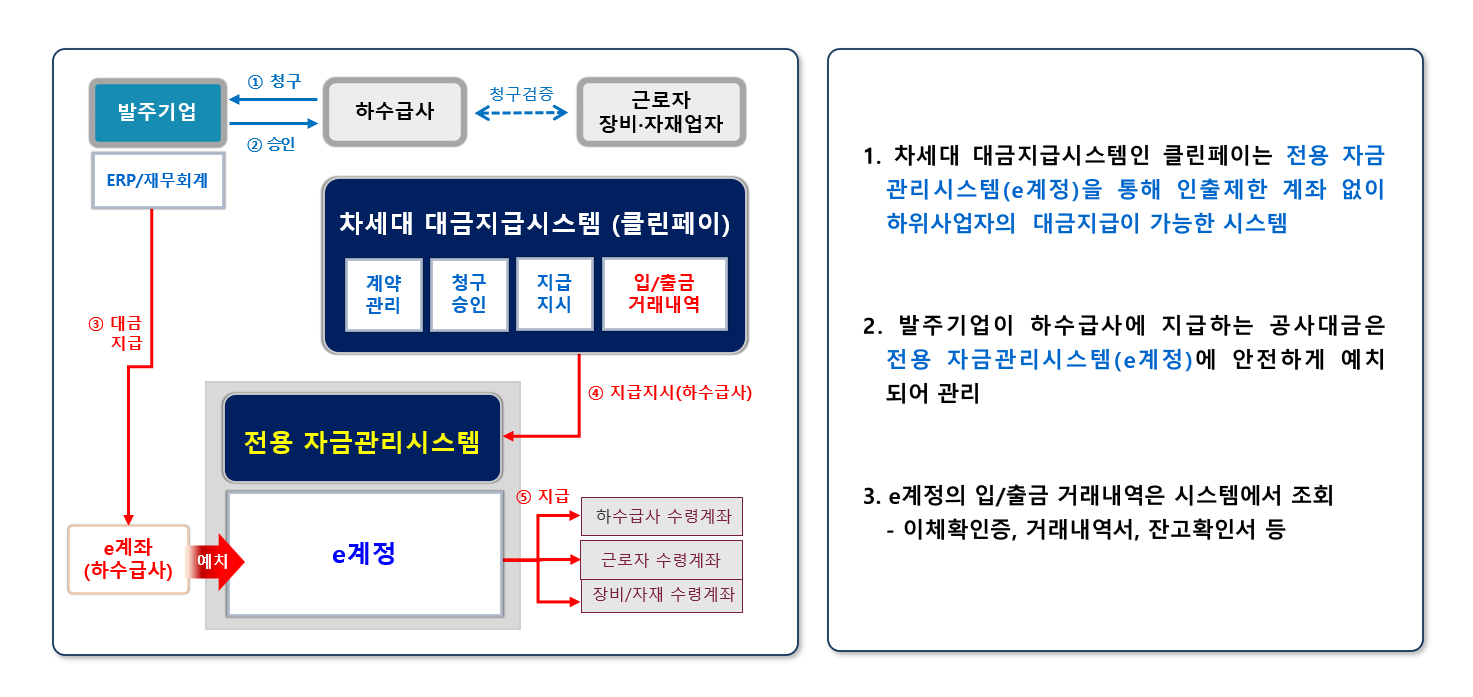 ① 청구
발주기업
하수급사
청구검증
근로자
장비·자재업자
② 승인
ERP/재무회계
차세대 대금지급시스템 (클린페이)
계약
관리
청구
승인
지급
지시
입/출금
거래내역
③ 대금
지급
④ 지급지시(하수급사)
전용 자금관리시스템
⑤ 지급
하수급사 수령계좌
e계좌
(하수급사)
예치
e계정
근로자 수령계좌
장비/자재 수령계좌
1. 차세대 대금지급시스템인 클린페이는 전용 자금
관리시스템(e계정)을 통해 인출제한 계좌 없이
하위사업자의 대금지급이 가능한 시스템
2. 발주기업이 하수급사에 지급하는 공사대금은
전용 자금관리시스템(e계정)에 안전하게 예치
되어 관리
3. e계정의 입/출금 거래내역은 시스템에서 조회
- 이체확인증, 거래내역서, 잔고확인서 등